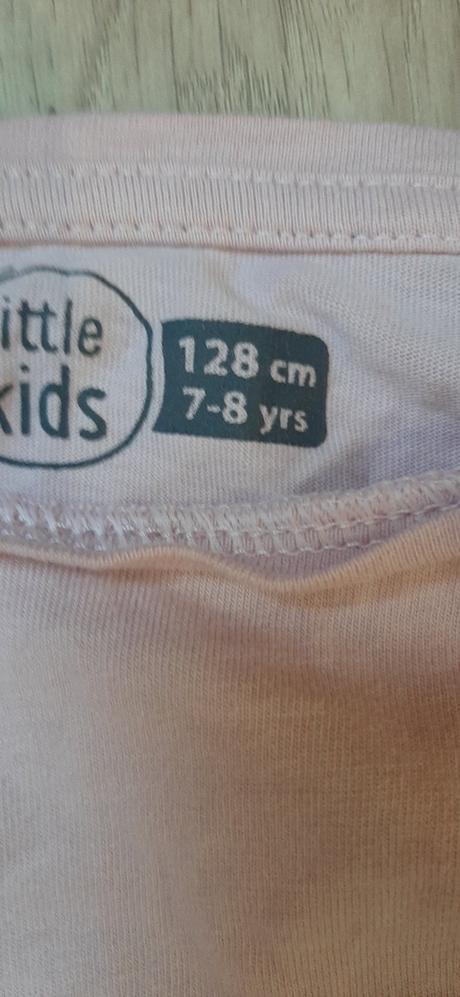 ittle
kids
128 cm
7-8 yrs